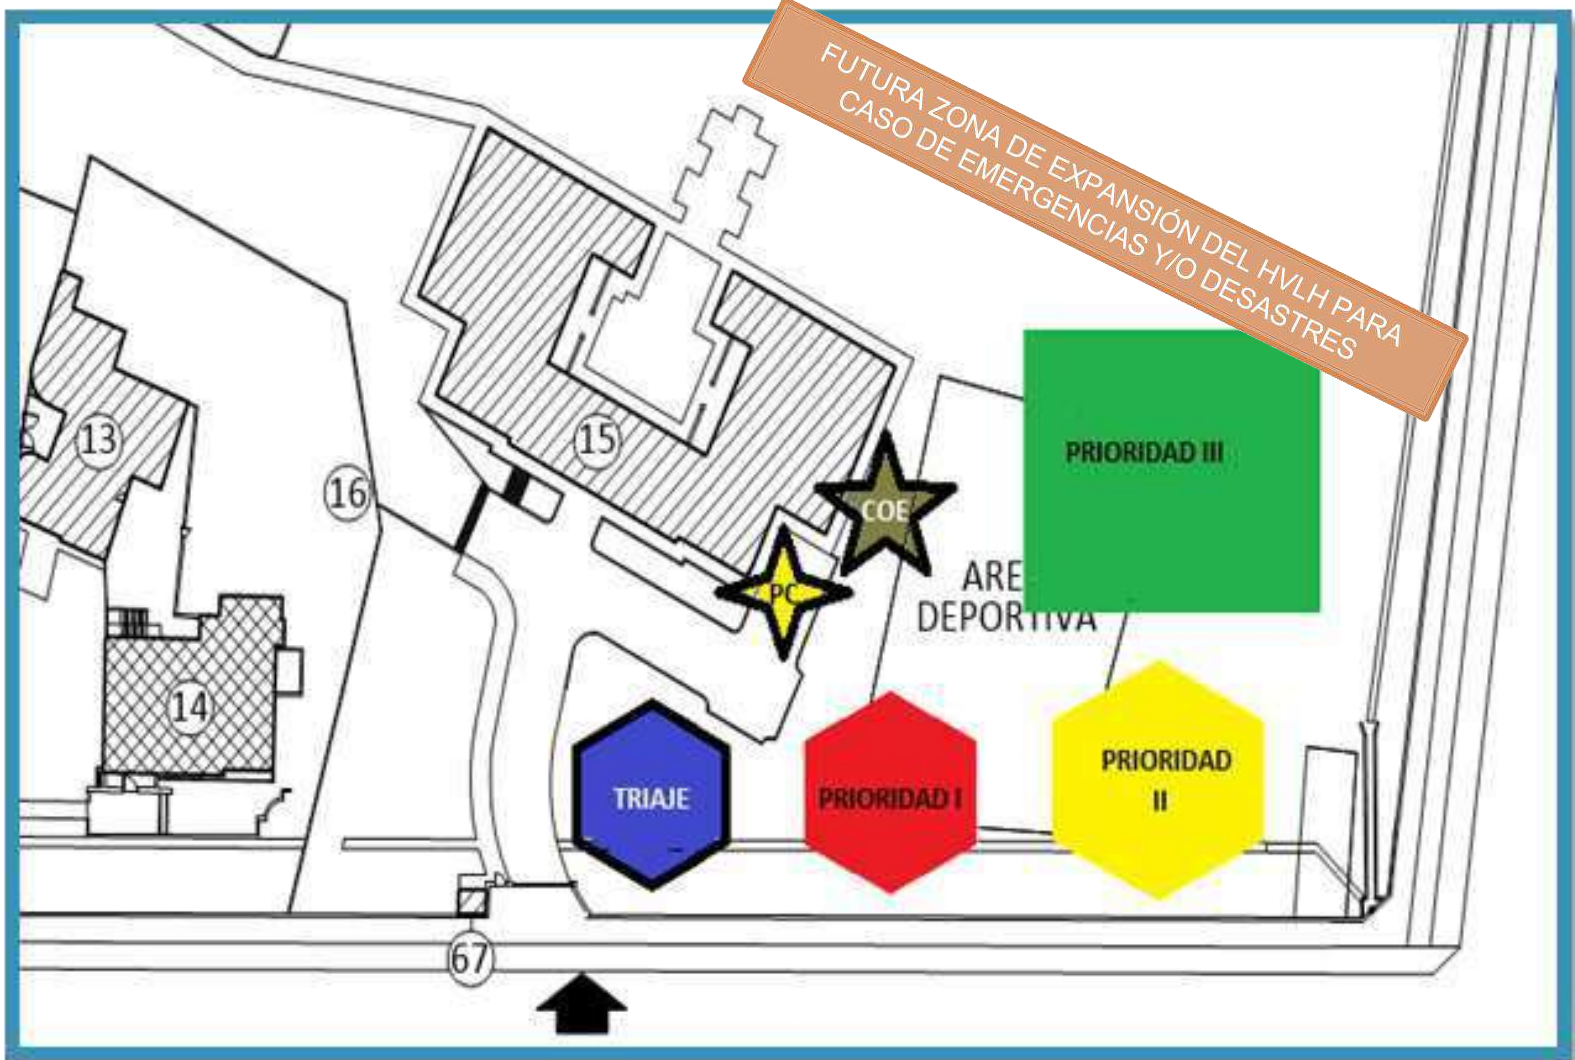 FUTURA ZONA DE EXPANSIÓN DEL HVLH PARA
CASO DE EMERGENCIAS Y/O DESASTRES
13
15
16
PRIORIDAD III
COE
PC
ARE
DEPORTIVA
14
TRIAJE
PRIORIDAD I
PRIORIDAD
II
67